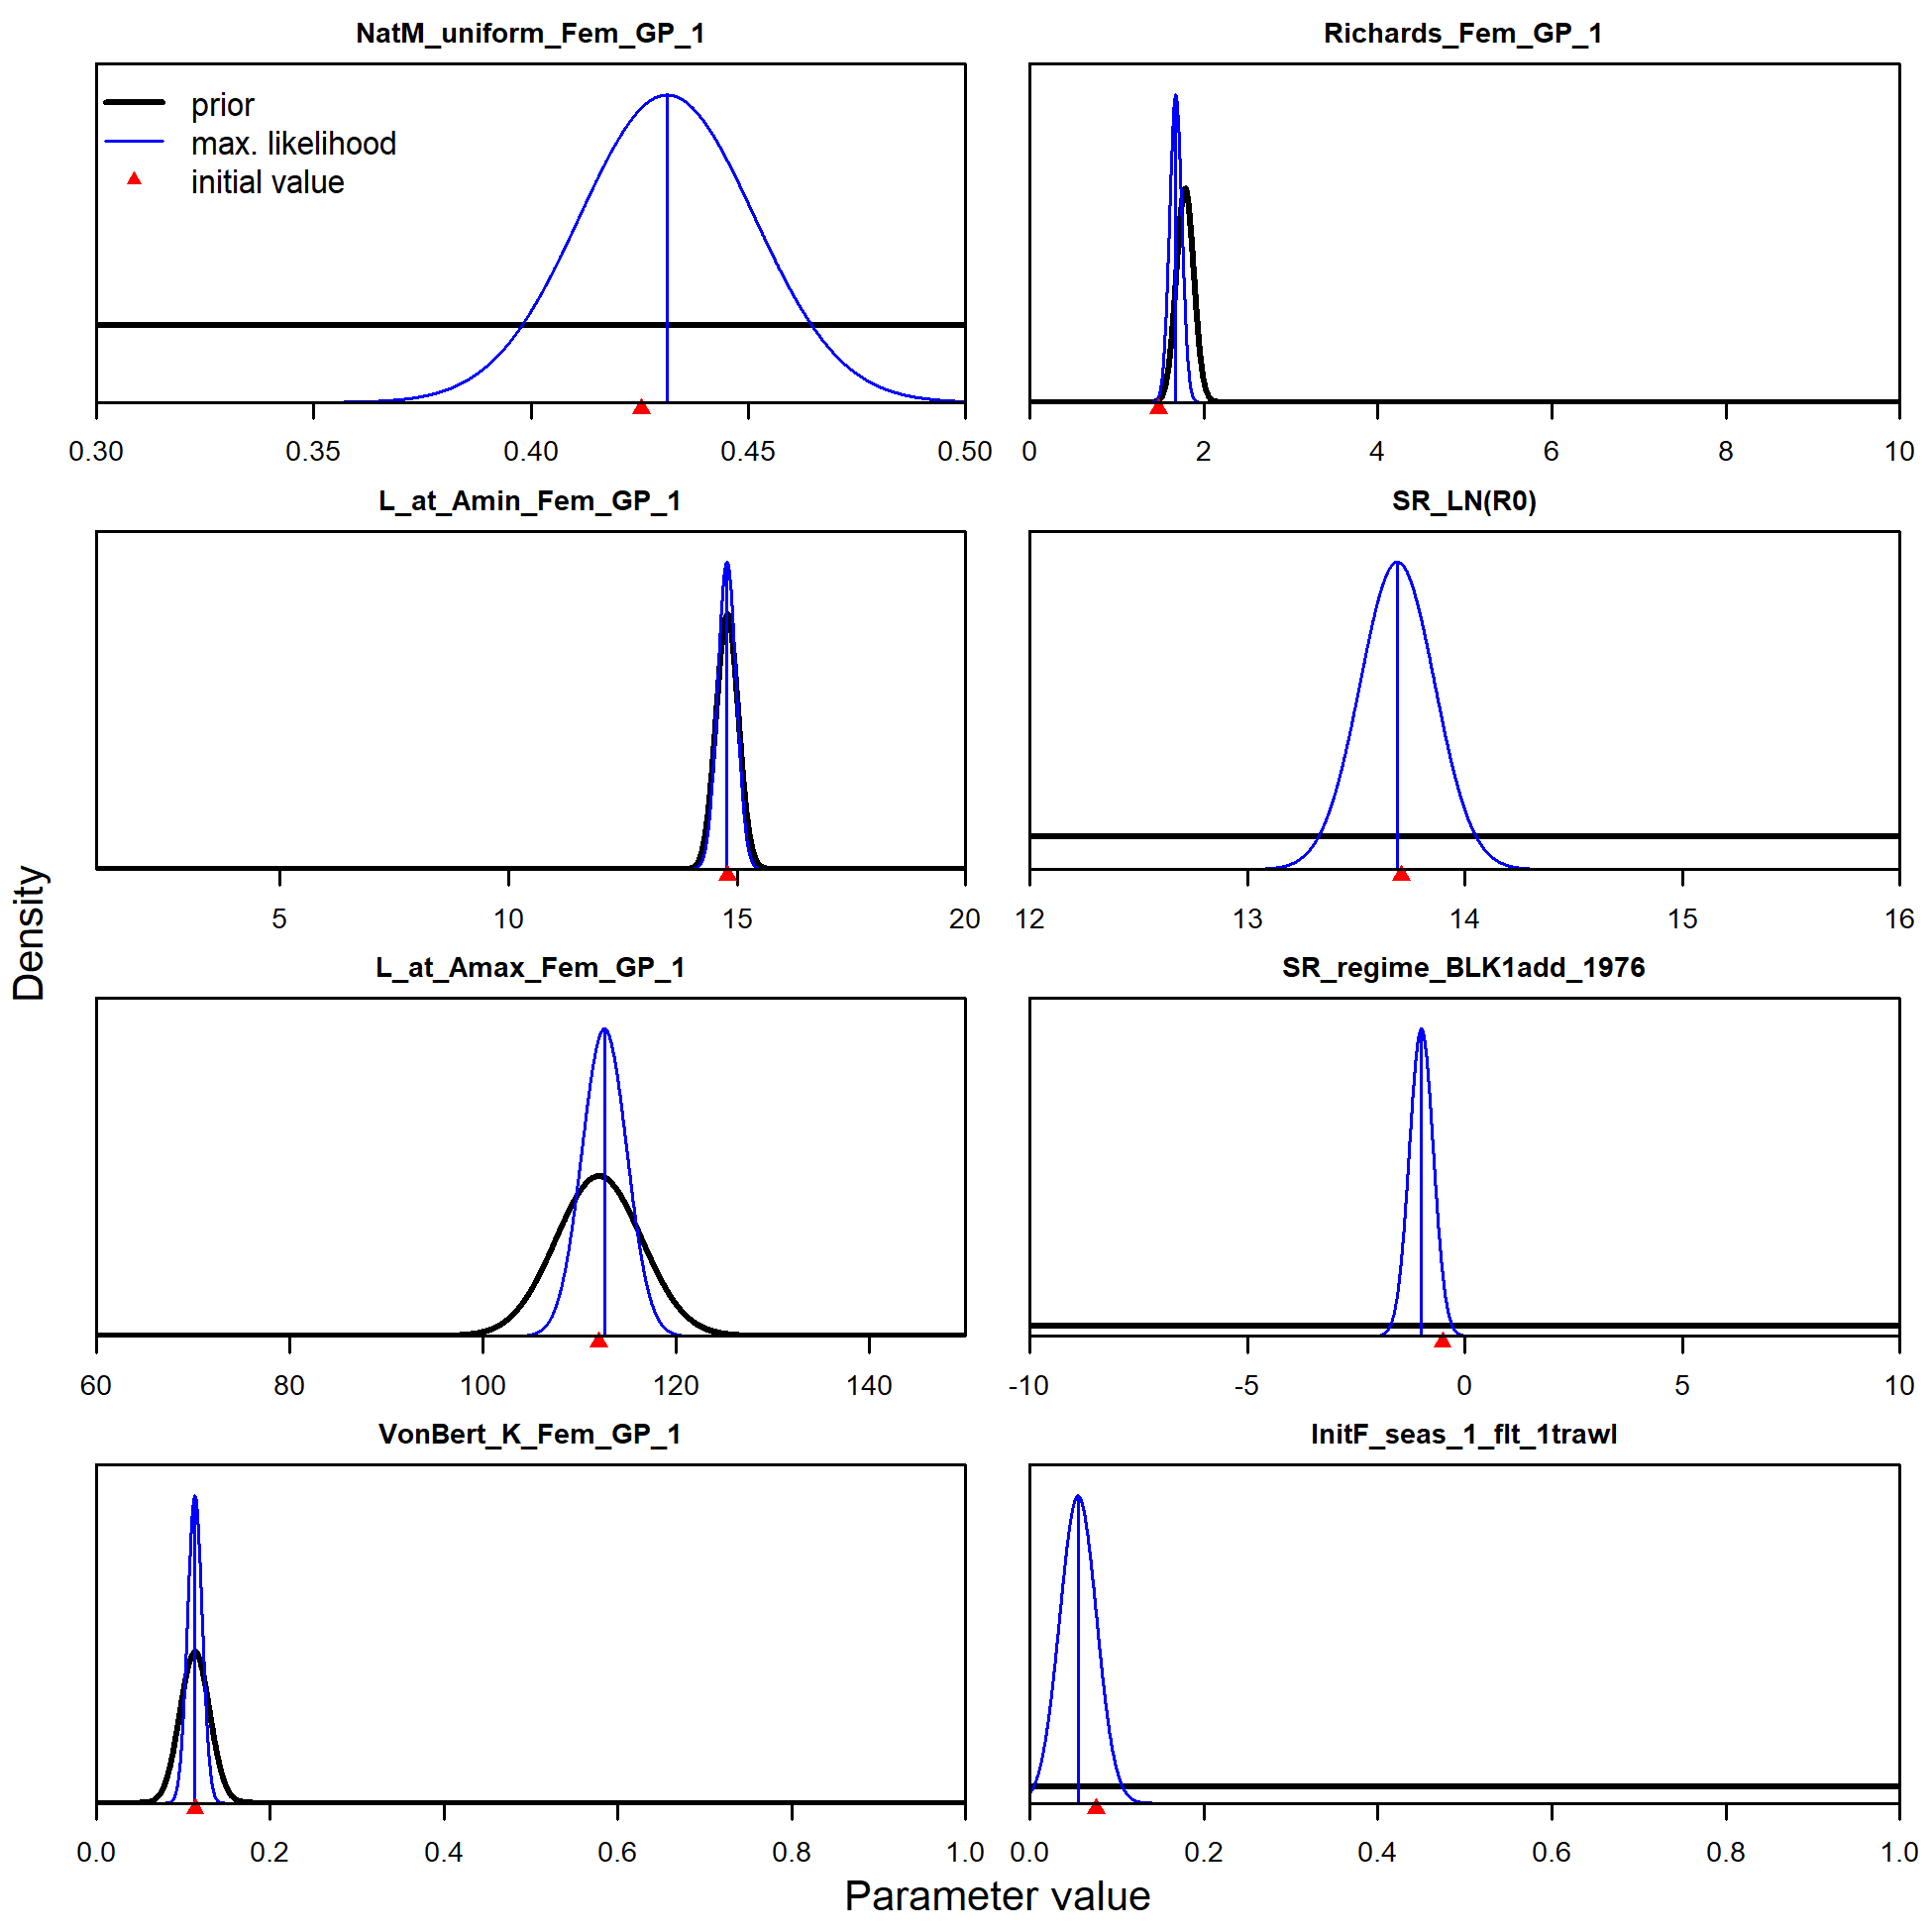 NatM_uniform_Fem_GP_1
prior
max. likelihood
initial value
0.30 0.35 0.40 0.45 0.50
Richards_Fem_GP_1
0 2 4 6 8 10
L_at_Amin_Fem_GP_1
5 10 15 20
SR_LN(R0)
12 13 14 15 16
L_at_Amax_Fem_GP_1
60 80 100 120 140
SR_regime_BLK1add_1976
-10 -5 0 5 10
VonBert_K_Fem_GP_1
0.0 0.2 0.4 0.6 0.8 1.0
InitF_seas_1_flt_1trawl
0.0 0.2 0.4 0.6 0.8 1.0
Density
Parameter value